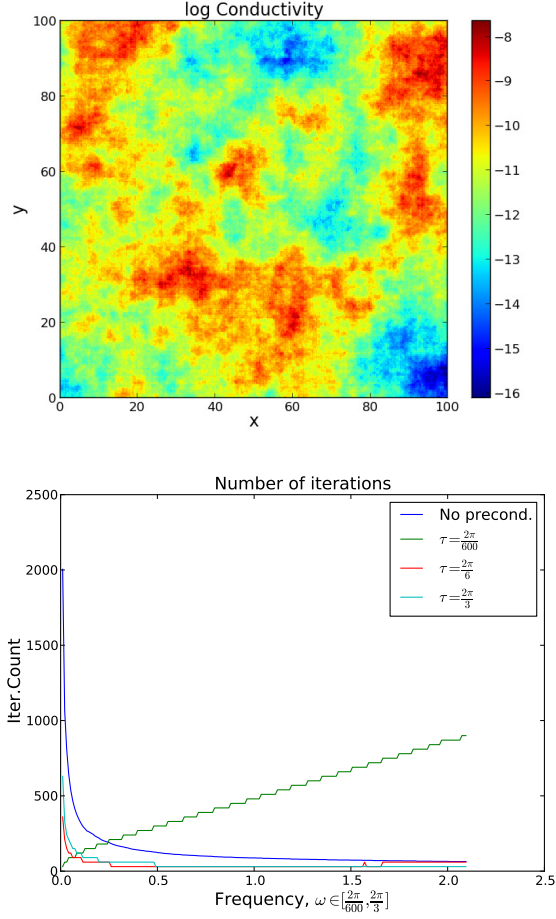 log Conductivity
100
80
60
40
20
0
y
0 20 40 60 80 100
x
−8
−9
−10
−11
−12
−13
−14
−15
−16
Number of iterations
2500
2000
1500
1000
500
0
Iter.Count
No precond.
τ = 2π/600
τ = 2π/6
τ = 2π/3
0.0 0.5 1.0 1.5 2.0 2.5
Frequency, ω∈[2π/600, 2π/3]